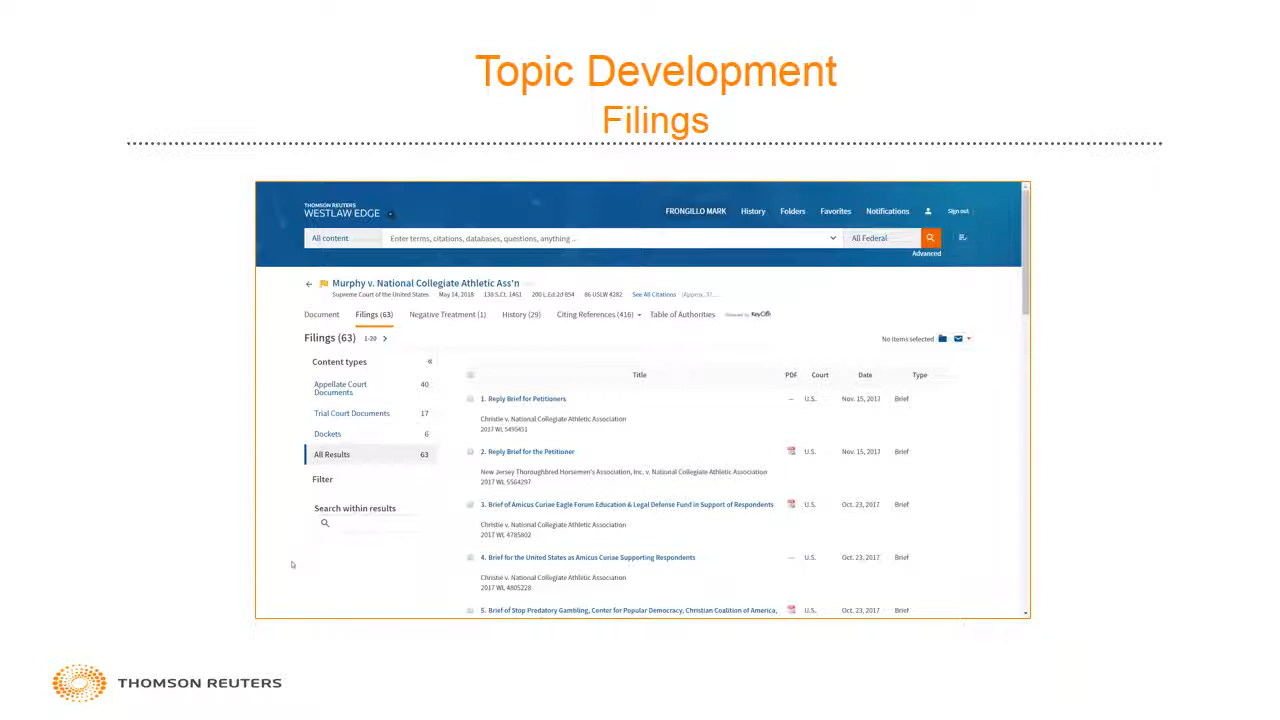 Topic Development
Filings
THOMSON REUTERS
WESTLAW EDGE
FRONGILLO MARK History Folders Favorites Notifications Sign out
All content Enter terms, citations, databases, questions, anything ... All Federal
Advanced
Murphy v. National Collegiate Athletic Ass'n
Supreme Court of the United States May 14, 2018 138 S.Ct. 1461 200 L.Ed.2d 854 86 USLW 4282 See All Citations (Approx. 37...
Document Filings (63) Negative Treatment (1) History (29) Citing References (416) Table of Authorities Powered by KeyCite
Filings (63) 1-20 No items selected
Content types «
Title PDF Court Date Type
Appellate Court Documents 40
1. Reply Brief for Petitioners — U.S. Nov. 15, 2017 Brief
Christie v. National Collegiate Athletic Association
2017 WL 5495451
Trial Court Documents 17
Dockets 6
All Results 63
2. Reply Brief for the Petitioner U.S. Nov. 15, 2017 Brief
New Jersey Thoroughbred Horsemen's Association, Inc. v. National Collegiate Athletic Association
2017 WL 5564297
Filter
Search within results
3. Brief of Amicus Curiae Eagle Forum Education & Legal Defense Fund in Support of Respondents U.S. Oct. 23, 2017 Brief
Christie v. National Collegiate Athletic Association
2017 WL 4785802
4. Brief for the United States as Amicus Curiae Supporting Respondents — U.S. Oct. 23, 2017 Brief
Christie v. National Collegiate Athletic Association
2017 WL 4805228
5. Brief of Stop Predatory Gambling, Center for Popular Democracy, Christian Coalition of America, U.S. Oct. 23, 2017 Brief
THOMSON REUTERS